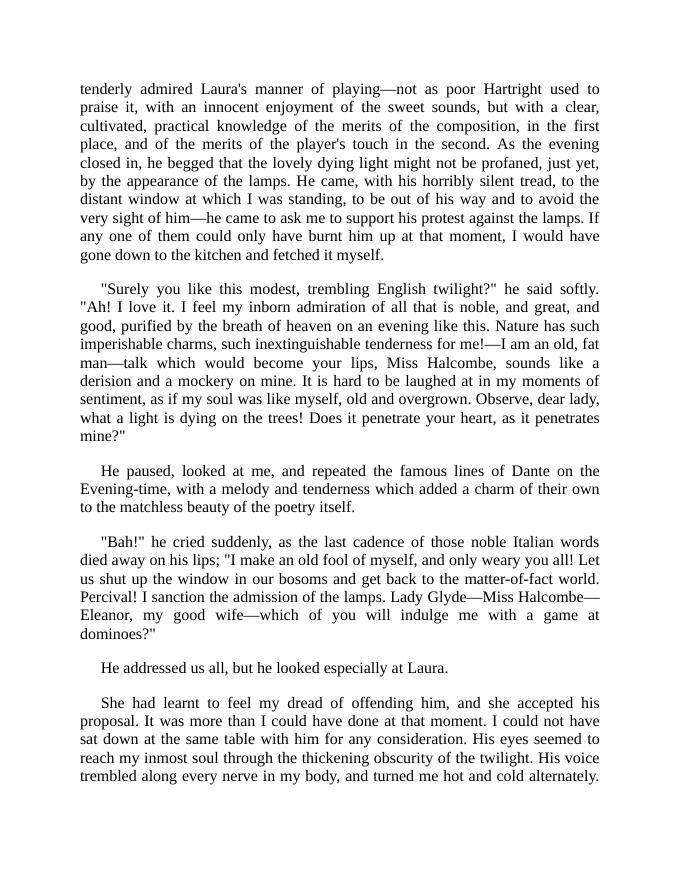 tenderly admired Laura's manner of playing—not as poor Hartright used to
praise it, with an innocent enjoyment of the sweet sounds, but with a clear,
cultivated, practical knowledge of the merits of the composition, in the first
place, and of the merits of the player's touch in the second. As the evening
closed in, he begged that the lovely dying light might not be profaned, just yet,
by the appearance of the lamps. He came, with his horribly silent tread, to the
distant window at which I was standing, to be out of his way and to avoid the
very sight of him—he came to ask me to support his protest against the lamps. If
any one of them could only have burnt him up at that moment, I would have
gone down to the kitchen and fetched it myself.
"Surely you like this modest, trembling English twilight?" he said softly.
"Ah! I love it. I feel my inborn admiration of all that is noble, and great, and
good, purified by the breath of heaven on an evening like this. Nature has such
imperishable charms, such inextinguishable tenderness for me!—I am an old, fat
man—talk which would become your lips, Miss Halcombe, sounds like a
derision and a mockery on mine. It is hard to be laughed at in my moments of
sentiment, as if my soul was like myself, old and overgrown. Observe, dear lady,
what a light is dying on the trees! Does it penetrate your heart, as it penetrates
mine?"
He paused, looked at me, and repeated the famous lines of Dante on the
Evening-time, with a melody and tenderness which added a charm of their own
to the matchless beauty of the poetry itself.
"Bah!" he cried suddenly, as the last cadence of those noble Italian words
died away on his lips; "I make an old fool of myself, and only weary you all! Let
us shut up the window in our bosoms and get back to the matter-of-fact world.
Percival! I sanction the admission of the lamps. Lady Glyde—Miss Halcombe—
Eleanor, my good wife—which of you will indulge me with a game at
dominoes?"
He addressed us all, but he looked especially at Laura.
She had learnt to feel my dread of offending him, and she accepted his
proposal. It was more than I could have done at that moment. I could not have
sat down at the same table with him for any consideration. His eyes seemed to
reach my inmost soul through the thickening obscurity of the twilight. His voice
trembled along every nerve in my body, and turned me hot and cold alternately.